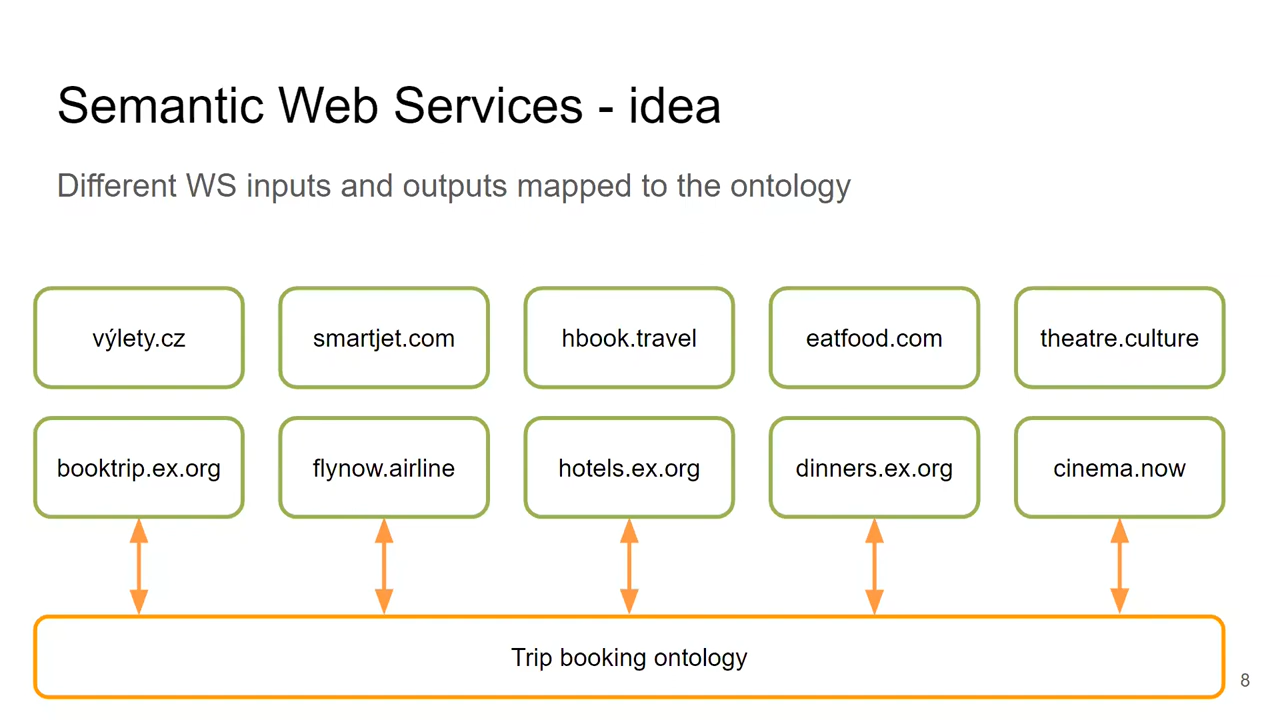 Semantic Web Services - idea
Different WS inputs and outputs mapped to the ontology
výlety.cz
smartjet.com
hbook.travel
eatfood.com
theatre.culture
booktrip.ex.org
flynow.airline
hotels.ex.org
dinners.ex.org
cinema.now
Trip booking ontology
8